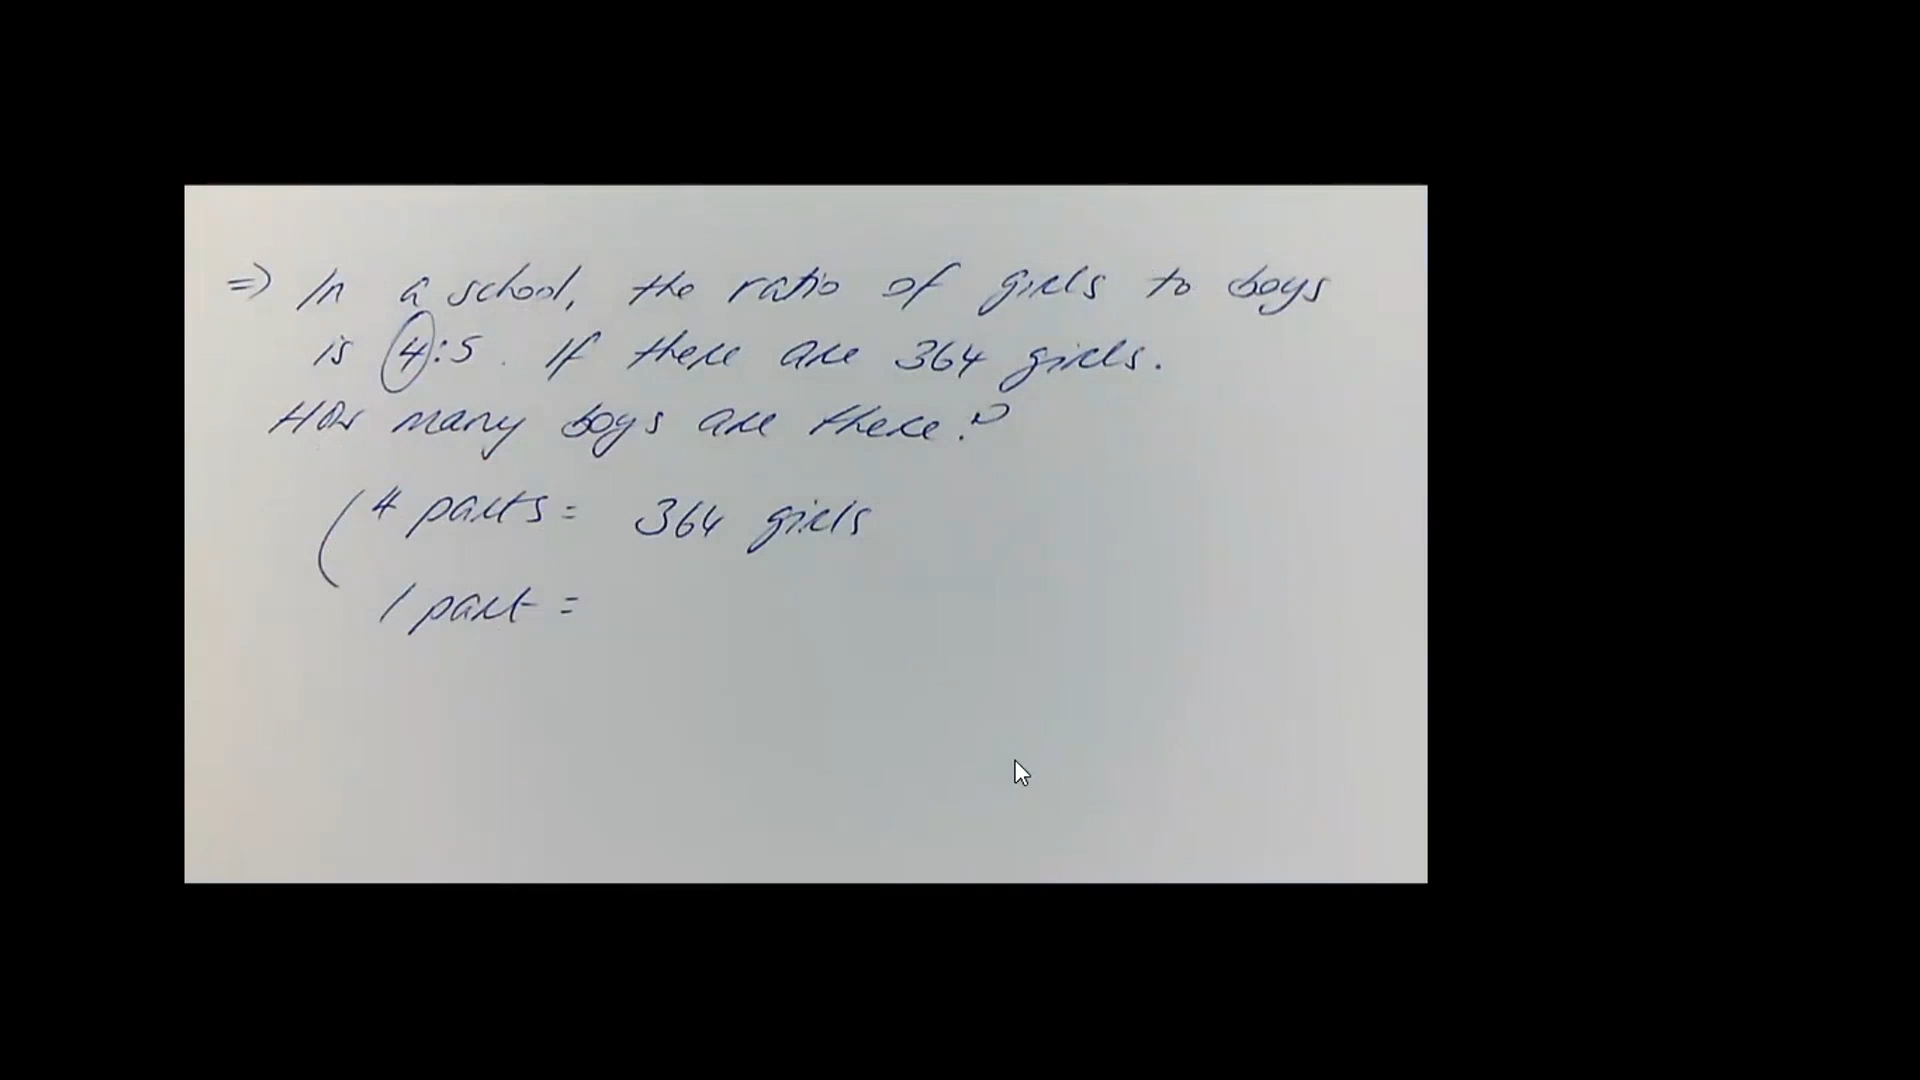 =) In a school, the ratio of girls to boys
is 4:5. If there are 364 girls.
How many boys are there?
4 parts = 364 girls
1 part =